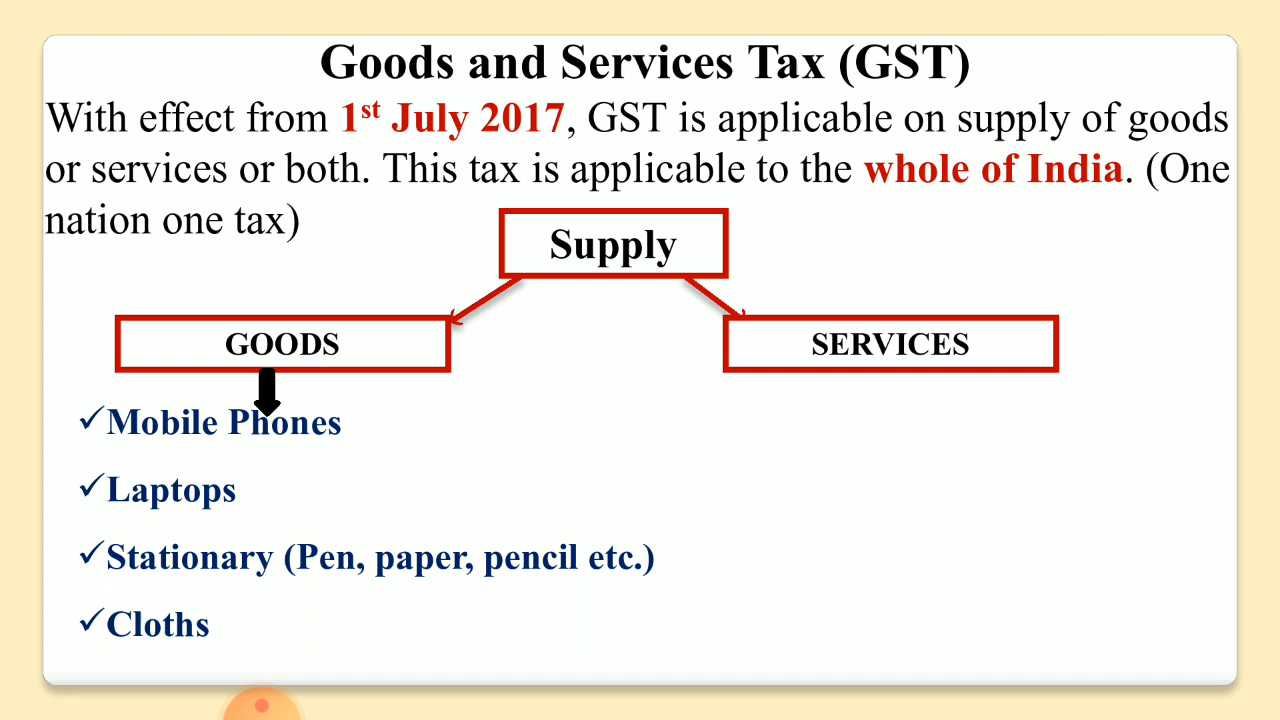 Goods and Services Tax (GST)
With effect from 1st July 2017, GST is applicable on supply of goods
or services or both. This tax is applicable to the whole of India. (One
nation one tax)
Supply
GOODS
SERVICES
✓Mobile Phones
✓Laptops
✓Stationary (Pen, paper, pencil etc.)
✓Cloths